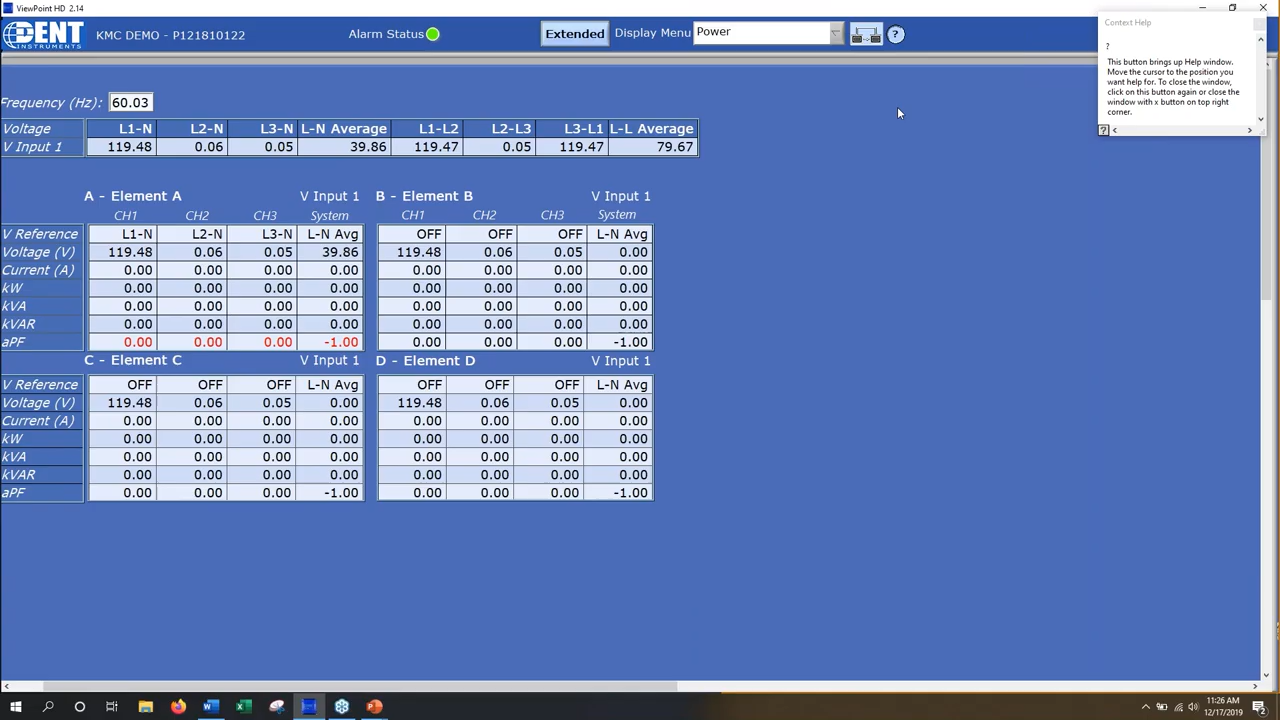 ViewPoint HD 2.14
DENT
INSTRUMENTS
KMC DEMO - P121810122
Alarm Status
Extended
Display Menu
Power
?
Context Help
?
This button brings up Help window.
Move the cursor to the position you
want help for. To close the window,
click on this button again or close the
window with x button on top right
corner.
?
Frequency (Hz): 60.03
Voltage L1-N L2-N L3-N L-N Average L1-L2 L2-L3 L3-L1 L-L Average
V Input 1 119.48 0.06 0.05 39.86 119.47 0.05 119.47 79.67
A - Element A V Input 1 B - Element B V Input 1
CH1 CH2 CH3 System CH1 CH2 CH3 System
V Reference L1-N L2-N L3-N L-N Avg OFF OFF OFF L-N Avg
Voltage (V) 119.48 0.06 0.05 39.86 119.48 0.06 0.05 0.00
Current (A) 0.00 0.00 0.00 0.00 0.00 0.00 0.00 0.00
kW 0.00 0.00 0.00 0.00 0.00 0.00 0.00 0.00
kVA 0.00 0.00 0.00 0.00 0.00 0.00 0.00 0.00
kVAR 0.00 0.00 0.00 0.00 0.00 0.00 0.00 0.00
aPF 0.00 0.00 0.00 -1.00 0.00 0.00 0.00 -1.00
C - Element C V Input 1 D - Element D V Input 1
V Reference OFF OFF OFF L-N Avg OFF OFF OFF L-N Avg
Voltage (V) 119.48 0.06 0.05 0.00 119.48 0.06 0.05 0.00
Current (A) 0.00 0.00 0.00 0.00 0.00 0.00 0.00 0.00
kW 0.00 0.00 0.00 0.00 0.00 0.00 0.00 0.00
kVA 0.00 0.00 0.00 0.00 0.00 0.00 0.00 0.00
kVAR 0.00 0.00 0.00 0.00 0.00 0.00 0.00 0.00
aPF 0.00 0.00 0.00 -1.00 0.00 0.00 0.00 -1.00
11:26 AM
12/17/2019
2